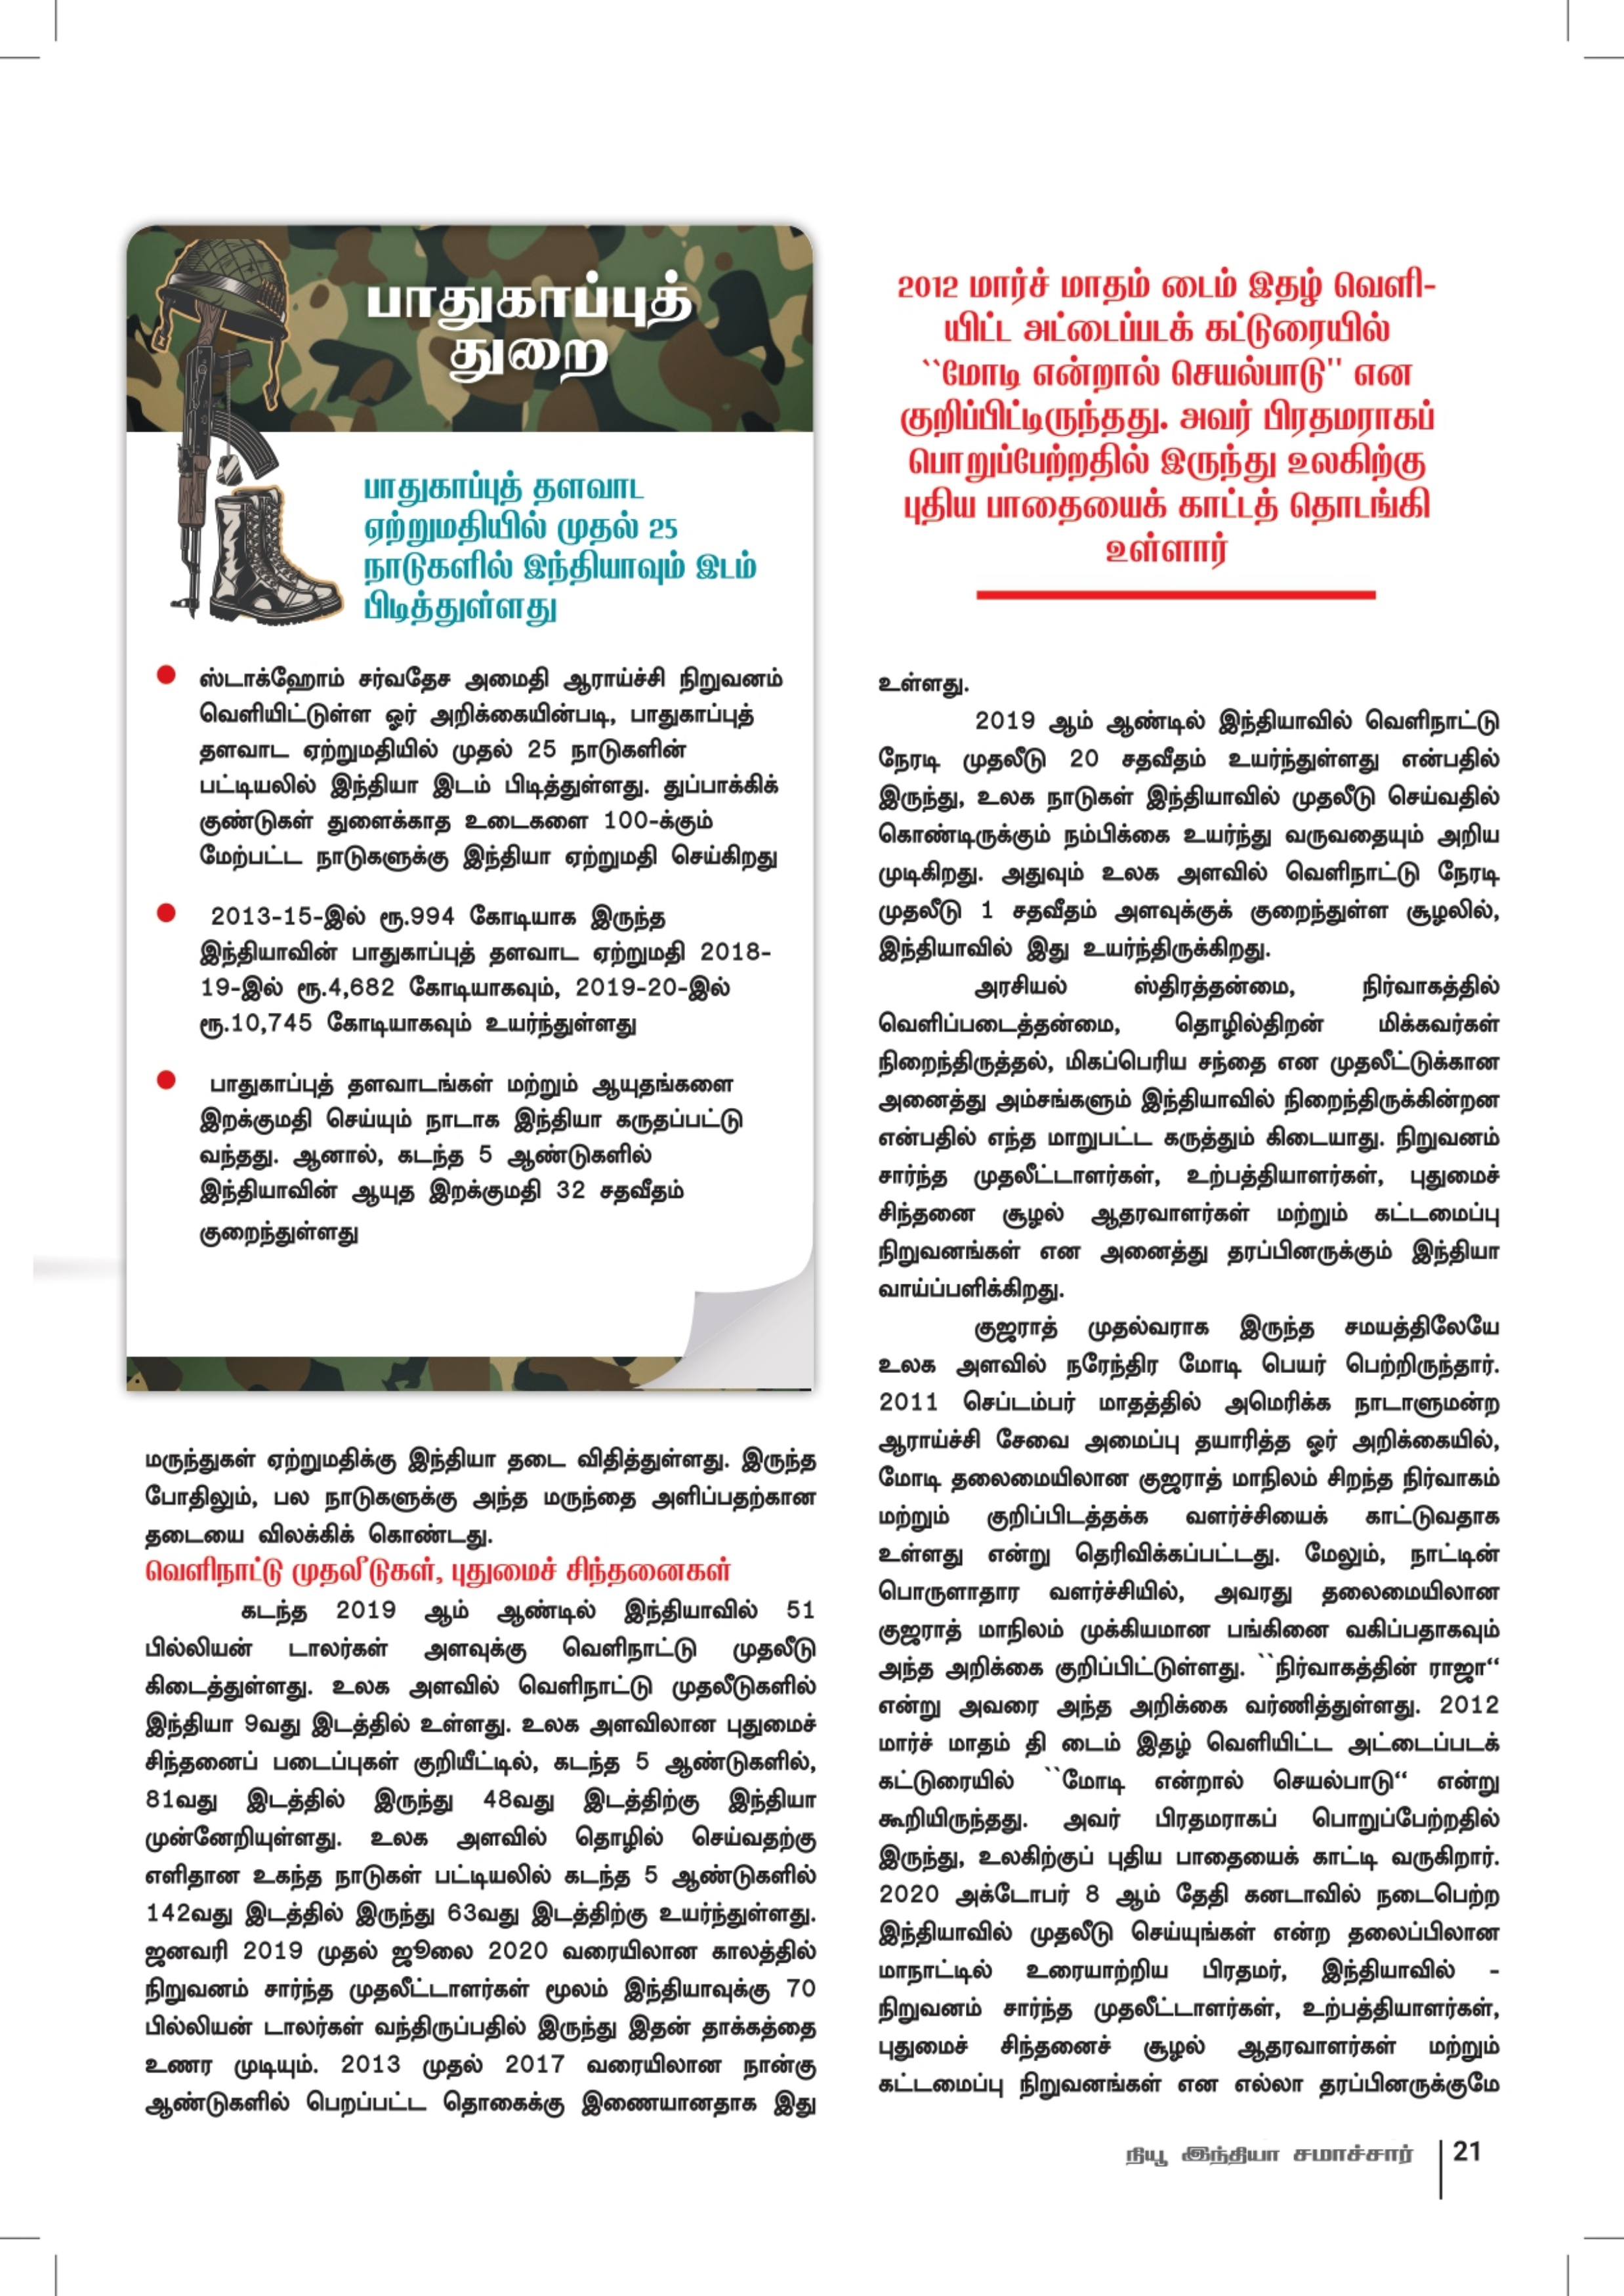 பாதுகாப்புத்
துறை
பாதுகாப்புத் தளவாட
ஏற்றுமதியில் முதல் 25
நாடுகளில் இந்தியாவும் இடம்
பிடித்துள்ளது
ஸ்டாக்ஹோம் சர்வதேச அமைதி ஆராய்ச்சி நிறுவனம்
வெளியிட்டுள்ள ஓர் அறிக்கையின்படி, பாதுகாப்புத்
தளவாட ஏற்றுமதியில் முதல் 25 நாடுகளின்
பட்டியலில் இந்தியா இடம் பிடித்துள்ளது. துப்பாக்கிக்
குண்டுகள் துளைக்காத உடைகளை 100-க்கும்
மேற்பட்ட நாடுகளுக்கு இந்தியா ஏற்றுமதி செய்கிறது
2013-15-இல் ரூ.994 கோடியாக இருந்த
இந்தியாவின் பாதுகாப்புத் தளவாட ஏற்றுமதி 2018-
19-இல் ரூ.4,682 கோடியாகவும், 2019-20-இல்
ரூ.10,745 கோடியாகவும் உயர்ந்துள்ளது
பாதுகாப்புத் தளவாடங்கள் மற்றும் ஆயுதங்களை
இறக்குமதி செய்யும் நாடாக இந்தியா கருதப்பட்டு
வந்தது. ஆனால், கடந்த 5 ஆண்டுகளில்
இந்தியாவின் ஆயுத இறக்குமதி 32 சதவீதம்
குறைந்துள்ளது
மருந்துகள் ஏற்றுமதிக்கு இந்தியா தடை விதித்துள்ளது. இருந்த
போதிலும், பல நாடுகளுக்கு அந்த மருந்தை அளிப்பதற்கான
தடையை விலக்கிக் கொண்டது.
வெளிநாட்டு முதலீடுகள், புதுமைச் சிந்தனைகள்
கடந்த 2019 ஆம் ஆண்டில் இந்தியாவில் 51
பில்லியன் டாலர்கள் அளவுக்கு வெளிநாட்டு முதலீடு
கிடைத்துள்ளது. உலக அளவில் வெளிநாட்டு முதலீடுகளில்
இந்தியா 9வது இடத்தில் உள்ளது. உலக அளவிலான புதுமைச்
சிந்தனைப் படைப்புகள் குறியீட்டில், கடந்த 5 ஆண்டுகளில்,
81வது இடத்தில் இருந்து 48வது இடத்திற்கு இந்தியா
முன்னேறியுள்ளது. உலக அளவில் தொழில் செய்வதற்கு
எளிதான உகந்த நாடுகள் பட்டியலில் கடந்த 5 ஆண்டுகளில்
142வது இடத்தில் இருந்து 63வது இடத்திற்கு உயர்ந்துள்ளது.
ஜனவரி 2019 முதல் ஜூலை 2020 வரையிலான காலத்தில்
நிறுவனம் சார்ந்த முதலீட்டாளர்கள் மூலம் இந்தியாவுக்கு 70
பில்லியன் டாலர்கள் வந்திருப்பதில் இருந்து இதன் தாக்கத்தை
உணர முடியும். 2013 முதல் 2017 வரையிலான நான்கு
ஆண்டுகளில் பெறப்பட்ட தொகைக்கு இணையானதாக இது
2012 மார்ச் மாதம் டைம் இதழ் வெளி-
யிட்ட அட்டைப்படக் கட்டுரையில்
``மோடி என்றால் செயல்பாடு'' என
குறிப்பிட்டிருந்தது. அவர் பிரதமராகப்
பொறுப்பேற்றதில் இருந்து உலகிற்கு
புதிய பாதையைக் காட்டத் தொடங்கி
உள்ளார்
உள்ளது.
2019 ஆம் ஆண்டில் இந்தியாவில் வெளிநாட்டு
நேரடி முதலீடு 20 சதவீதம் உயர்ந்துள்ளது என்பதில்
இருந்து, உலக நாடுகள் இந்தியாவில் முதலீடு செய்வதில்
கொண்டிருக்கும் நம்பிக்கை உயர்ந்து வருவதையும் அறிய
முடிகிறது. அதுவும் உலக அளவில் வெளிநாட்டு நேரடி
முதலீடு 1 சதவீதம் அளவுக்குக் குறைந்துள்ள சூழலில்,
இந்தியாவில் இது உயர்ந்திருக்கிறது.
அரசியல் ஸ்திரத்தன்மை, நிர்வாகத்தில்
வெளிப்படைத்தன்மை, தொழில்திறன் மிக்கவர்கள்
நிறைந்திருத்தல், மிகப்பெரிய சந்தை என முதலீட்டுக்கான
அனைத்து அம்சங்களும் இந்தியாவில் நிறைந்திருக்கின்றன
என்பதில் எந்த மாறுபட்ட கருத்தும் கிடையாது. நிறுவனம்
சார்ந்த முதலீட்டாளர்கள், உற்பத்தியாளர்கள், புதுமைச்
சிந்தனை சூழல் ஆதரவாளர்கள் மற்றும் கட்டமைப்பு
நிறுவனங்கள் என அனைத்து தரப்பினருக்கும் இந்தியா
வாய்ப்பளிக்கிறது.
குஜராத் முதல்வராக இருந்த சமயத்திலேயே
உலக அளவில் நரேந்திர மோடி பெயர் பெற்றிருந்தார்.
2011 செப்டம்பர் மாதத்தில் அமெரிக்க நாடாளுமன்ற
ஆராய்ச்சி சேவை அமைப்பு தயாரித்த ஓர் அறிக்கையில்,
மோடி தலைமையிலான குஜராத் மாநிலம் சிறந்த நிர்வாகம்
மற்றும் குறிப்பிடத்தக்க வளர்ச்சியைக் காட்டுவதாக
உள்ளது என்று தெரிவிக்கப்பட்டது. மேலும், நாட்டின்
பொருளாதார வளர்ச்சியில், அவரது தலைமையிலான
குஜராத் மாநிலம் முக்கியமான பங்கினை வகிப்பதாகவும்
அந்த அறிக்கை குறிப்பிட்டுள்ளது. ``நிர்வாகத்தின் ராஜா“
என்று அவரை அந்த அறிக்கை வர்ணித்துள்ளது. 2012
மார்ச் மாதம் தி டைம் இதழ் வெளியிட்ட அட்டைப்படக்
கட்டுரையில் ``மோடி என்றால் செயல்பாடு“ என்று
கூறியிருந்தது. அவர் பிரதமராகப் பொறுப்பேற்றதில்
இருந்து, உலகிற்குப் புதிய பாதையைக் காட்டி வருகிறார்.
2020 அக்டோபர் 8 ஆம் தேதி கனடாவில் நடைபெற்ற
இந்தியாவில் முதலீடு செய்யுங்கள் என்ற தலைப்பிலான
மாநாட்டில் உரையாற்றிய பிரதமர், இந்தியாவில் -
நிறுவனம் சார்ந்த முதலீட்டாளர்கள், உற்பத்தியாளர்கள்,
புதுமைச் சிந்தனைச் சூழல் ஆதரவாளர்கள் மற்றும்
கட்டமைப்பு நிறுவனங்கள் என எல்லா தரப்பினருக்குமே
நியூ இந்தியா சமாச்சார் 21